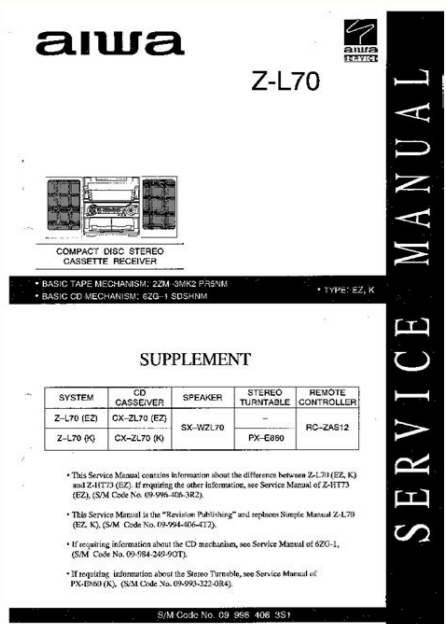 aiwa
aiwa
SERVICE
Z-L70
SERVICE MANUAL
COMPACT DISC STEREO
CASSETTE RECEIVER
• BASIC TAPE MECHANISM: 2ZM-3MK2 PR5NM
• BASIC CD MECHANISM: 6ZG-1 SDSHNM
• TYPE: EZ, K
SUPPLEMENT
SYSTEM CD CASSEIVER SPEAKER STEREO TURNTABLE REMOTE CONTROLLER
Z-L70 (EZ) CX-ZL70 (EZ) SX-WZL70 – RC-ZAS12
Z-L70 (K) CX-ZL70 (K) PX-E860
• This Service Manual contains information about the difference between Z-L70 (EZ, K)
and Z-HT73 (EZ). If requiring the other information, see Service Manual of Z-HT73
(EZ), (S/M Code No. 09-996-406-3R2).
• This Service Manual is the "Revision Publishing" and replaces Simple Manual Z-L70
(EZ, K), (S/M Code No. 09-994-406-4T2).
• If requiring information about the CD mechanism, see Service Manual of 6ZG-1,
(S/M Code No. 09-984-249-9OT).
• If requiring information about the Stereo Turntable, see Service Manual of
PX-E860 (K), (S/M Code No. 09-993-322-0R4).
S/M Code No. 09-996-406-3S1